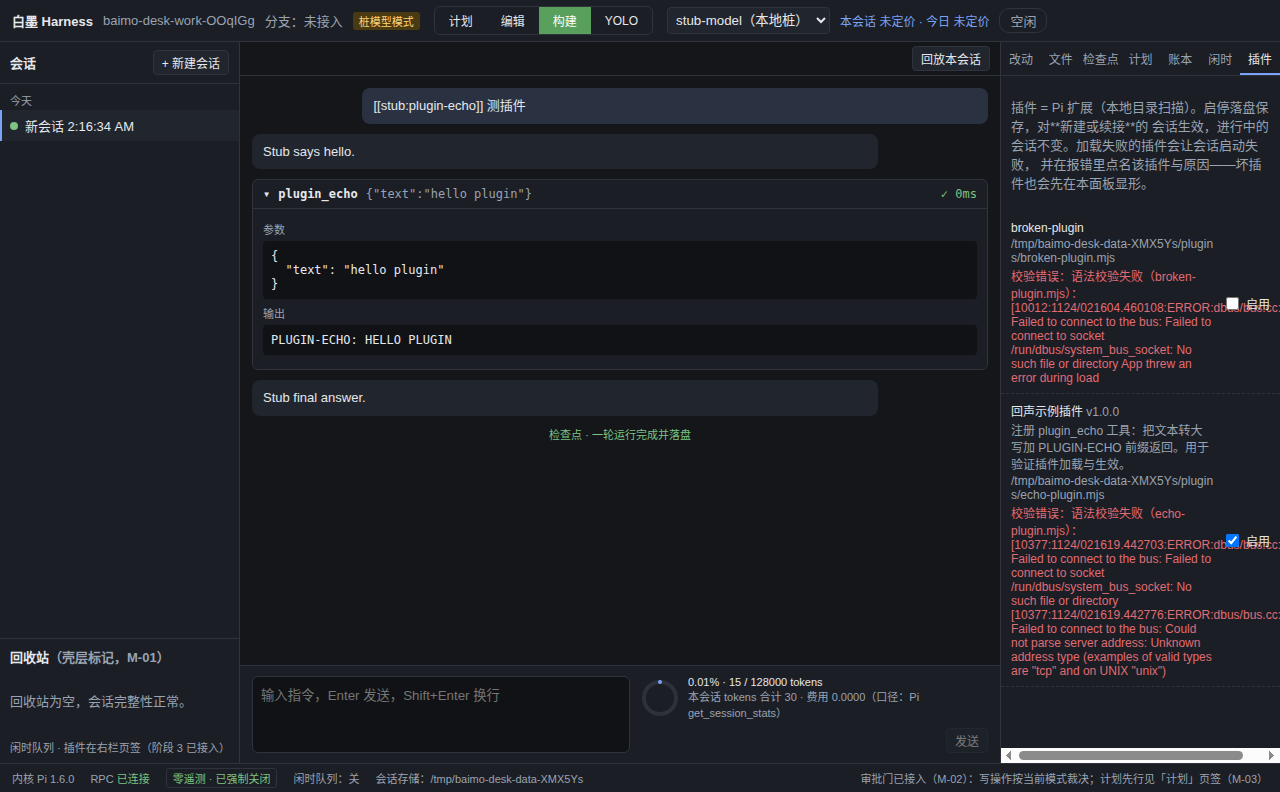 白墨 Harness baimo-desk-work-OOqIGg 分支：未接入 桩模型模式 计划 编辑 构建 YOLO stub-model（本地桩） 本会话 未定价 · 今日 未定价 空闲
会话 + 新建会话
今天
新会话 2:16:34 AM
回收站（壳层标记，M-01）
回收站为空，会话完整性正常。
闲时队列 · 插件在右栏页签（阶段 3 已接入）
回放本会话
[[stub:plugin-echo]] 测插件
Stub says hello.
▾ plugin_echo {"text":"hello plugin"} ✓ 0ms
参数
{
"text": "hello plugin"
}
输出
PLUGIN-ECHO: HELLO PLUGIN
Stub final answer.
检查点 · 一轮运行完成并落盘
输入指令，Enter 发送，Shift+Enter 换行
0.01% · 15 / 128000 tokens
本会话 tokens 合计 30 · 费用 0.0000（口径：Pi
get_session_stats）
发送
改动 文件 检查点 计划 账本 闲时 插件
插件 = Pi 扩展（本地目录扫描）。启停落盘保
存，对**新建或续接**的 会话生效，进行中的
会话不变。加载失败的插件会让会话启动失
败， 并在报错里点名该插件与原因——坏插
件也会先在本面板显形。
broken-plugin
/tmp/baimo-desk-data-XMX5Ys/plugin
s/broken-plugin.mjs
校验错误：语法校验失败（broken-
plugin.mjs）：
[10012:1124/021604.460108:ERROR:dbus/bus.cc:
Failed to connect to the bus: Failed to
connect to socket
/run/dbus/system_bus_socket: No
such file or directory App threw an
error during load
启用
回声示例插件 v1.0.0
注册 plugin_echo 工具：把文本转大
写加 PLUGIN-ECHO 前缀返回。用于
验证插件加载与生效。
/tmp/baimo-desk-data-XMX5Ys/plugin
s/echo-plugin.mjs
校验错误：语法校验失败（echo-
plugin.mjs）：
[10377:1124/021619.442703:ERROR:dbus/bus.cc:
Failed to connect to the bus: Failed to
connect to socket
/run/dbus/system_bus_socket: No
such file or directory
[10377:1124/021619.442776:ERROR:dbus/bus.cc:
Failed to connect to the bus: Could
not parse server address: Unknown
address type (examples of valid types
are "tcp" and on UNIX "unix")
启用
内核 Pi 1.6.0 RPC 已连接 零遥测 · 已强制关闭 闲时队列：关 会话存储：/tmp/baimo-desk-data-XMX5Ys 审批门已接入（M-02）：写操作按当前模式裁决；计划先行见「计划」页签（M-03）